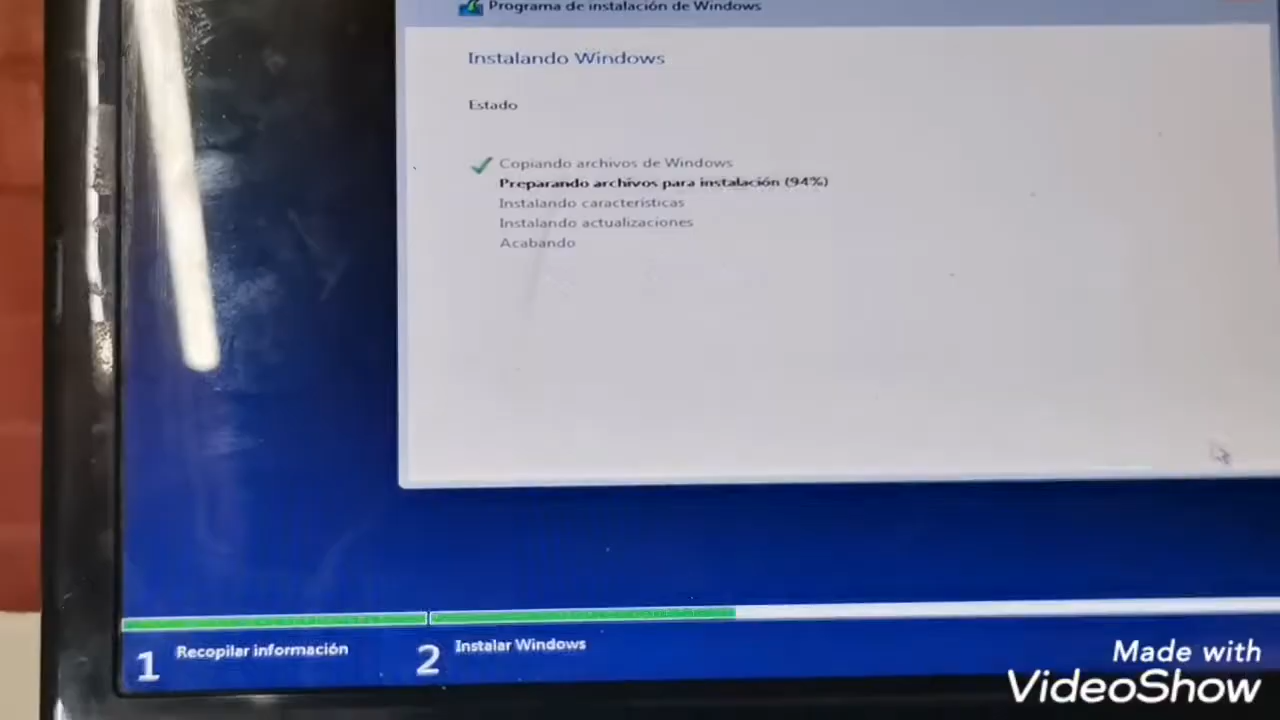 Programa de instalación de Windows
Instalando Windows
Estado
Copiando archivos de Windows
Preparando archivos para instalación (94%)
Instalando características
Instalando actualizaciones
Acabando
1 Recopilar información
2 Instalar Windows
Made with
VideoShow